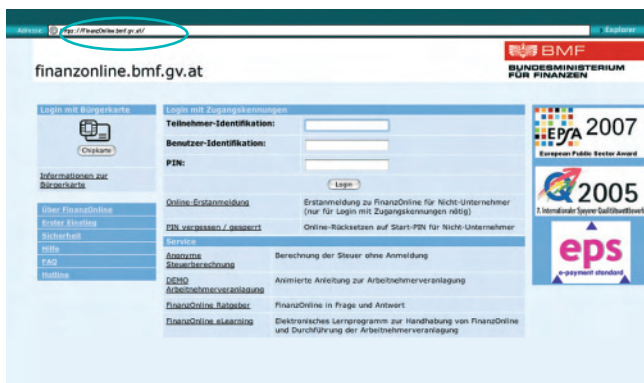 Adresse https://finanzonline.bmf.gv.at/ Explorer
BMF
BUNDESMINISTERIUM
FÜR FINANZEN
finanzonline.bmf.gv.at
Login mit Bürgerkarte
Chipkarte
Informationen zur
Bürgerkarte
Über FinanzOnline
Erster Einstieg
Sicherheit
Hilfe
FAQ
Hotline
Login mit Zugangskennungen
Teilnehmer-Identifikation:
Benutzer-Identifikation:
PIN:
Login
Online-Erstanmeldung Erstanmeldung zu FinanzOnline für Nicht-Unternehmer
(nur für Login mit Zugangskennungen nötig)
PIN vergessen / gesperrt Online-Rücksetzen auf Start-PIN für Nicht-Unternehmer
Service
Anonyme Berechnung der Steuer ohne Anmeldung
Steuerberechnung
DEMO Animierte Anleitung zur Arbeitnehmerveranlagung
Arbeitnehmerveranlagung
FinanzOnline Ratgeber FinanzOnline in Frage und Antwort
FinanzOnline eLearning Elektronisches Lernprogramm zur Handhabung von FinanzOnline
und Durchführung der Arbeitnehmerveranlagung
EPSA 2007
European Public Sector Award
2005
7. Internationaler Speyerer Qualitätswettbewerb
eps
e-payment standard